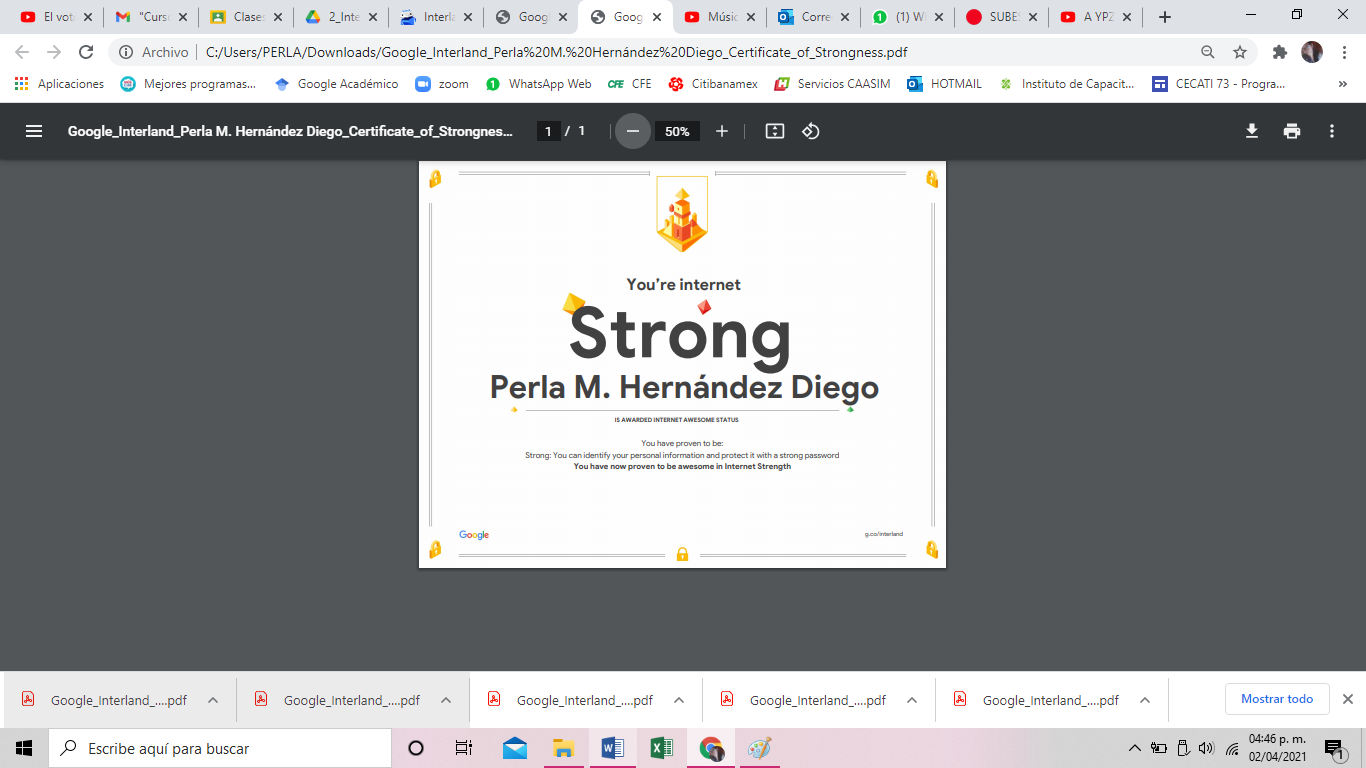 El vot
"Curso
Clases
2_Inte
Interla
Googl
Goog
Músic
Corre
(1) W
SUBE
A YPZ
Archivo C:/Users/PERLA/Downloads/Google_Interland_Perla%20M.%20Hernández%20Diego_Certificate_of_Strongness.pdf
Aplicaciones Mejores programas... Google Académico zoom WhatsApp Web CFE CFE Citibanamex Servicios CAASIM HOTMAIL Instituto de Capacit... CECATI 73 - Progra... »
Google_Interland_Perla M. Hernández Diego_Certificate_of_Strongnes... 1 / 1 50%
You're internet
Strong
Perla M. Hernández Diego
IS AWARDED INTERNET AWESOME STATUS
You have proven to be:
Strong: You can identify your personal information and protect it with a strong password
You have now proven to be awesome in Internet Strength
Google g.co/interland
Google_Interland_....pdf Google_Interland_....pdf Google_Interland_....pdf Google_Interland_....pdf Google_Interland_....pdf Mostrar todo
Escribe aquí para buscar
04:46 p. m.
02/04/2021
1